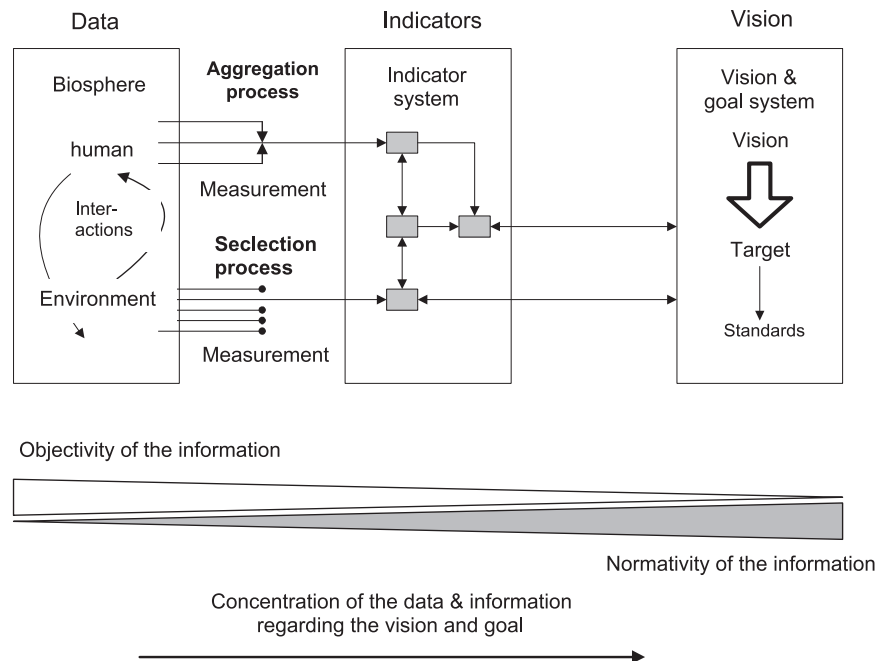 Data
Indicators
Vision
Biosphere
human
Inter-
actions
Environment
Aggregation
process
Measurement
Seclection
process
Measurement
Indicator
system
Vision &
goal system
Vision
Target
Standards
Objectivity of the information
Normativity of the information
Concentration of the data & information
regarding the vision and goal